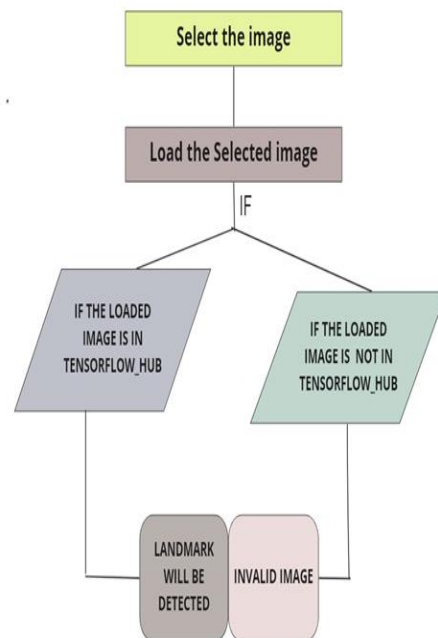 Select the image
Load the Selected image
IF
IF THE LOADED
IMAGE IS IN
TENSORFLOW_HUB
IF THE LOADED
IMAGE IS NOT IN
TENSORFLOW_HUB
LANDMARK
WILL BE
DETECTED
INVALID IMAGE